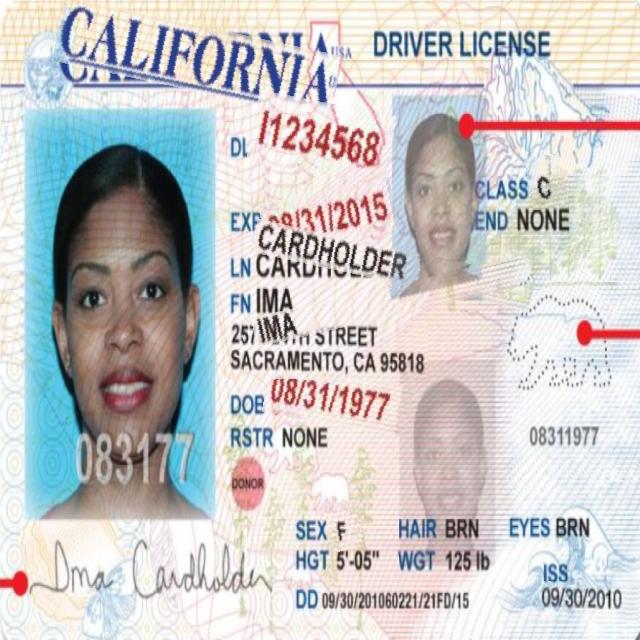 CALIFORNIA USA DRIVER LICENSE
DL I1234568
CLASS C
EXP 08/31/2015 END NONE
LN CARDHOLDER
CARDHOLDER
FN IMA
IMA
STREET
SACRAMENTO, CA 95818
DOB 08/31/1977
RSTR NONE
08311977
083177
DONOR
SEX F HAIR BRN EYES BRN
HGT 5'-05" WGT 125 lb ISS
DD 09/30/201060221/21FD/15 09/30/2010
Ima Cardholder